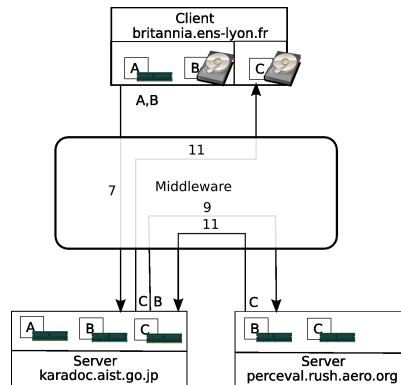 Client
britannia.ens-lyon.fr
A B C
A,B
11
7 Middleware
9
11
C B C
A B C B C
Server
karadoc.aist.go.jp
Server
perceval.rush.aero.org